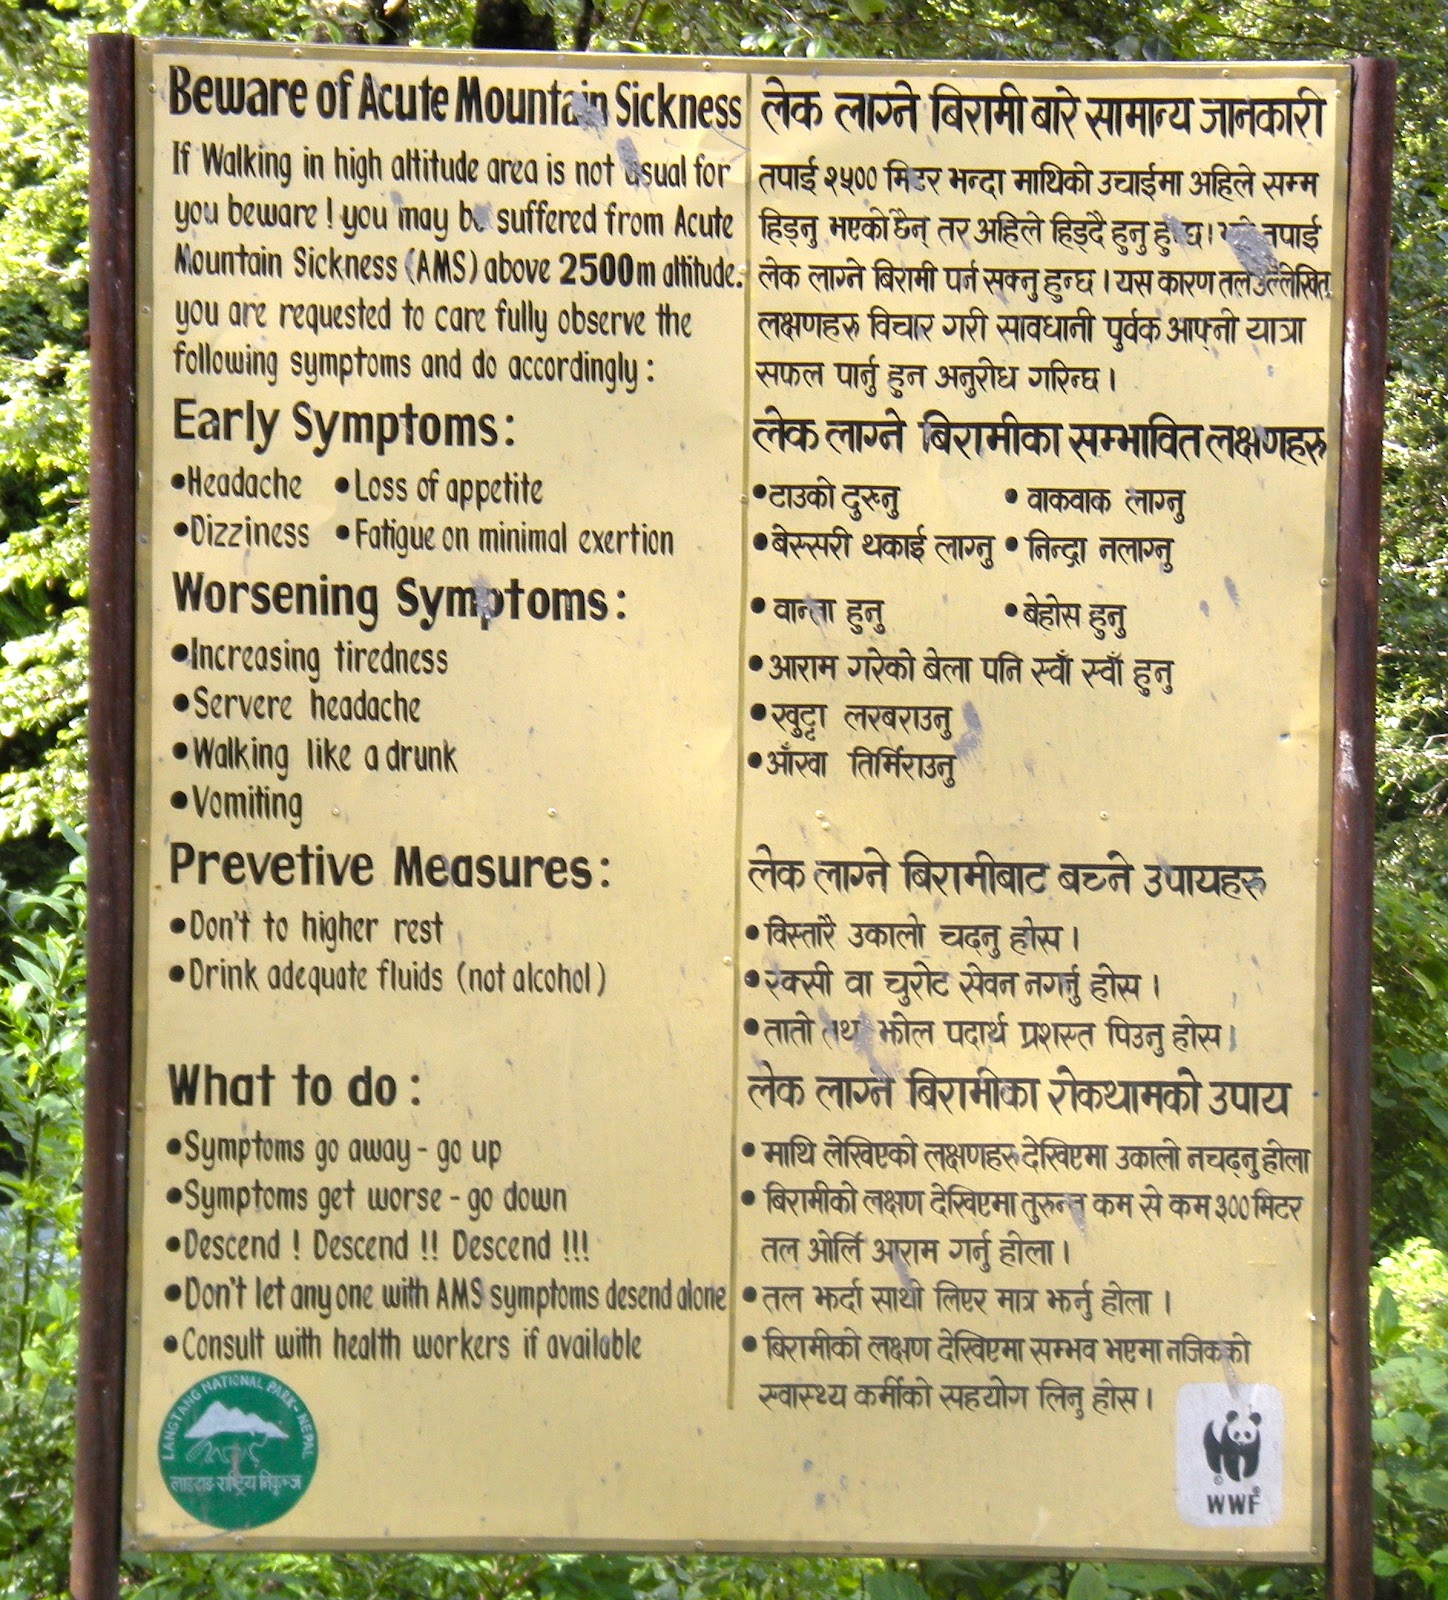 Beware of Acute Mountain Sickness
If Walking in high altitude area is not usual for
you beware ! you may be suffered from Acute
Mountain Sickness (AMS) above 2500m altitude.
you are requested to care fully observe the
following symptoms and do accordingly :
Early Symptoms :
•Headache •Loss of appetite
•Dizziness •Fatigue on minimal exertion
Worsening Symptoms :
•Increasing tiredness
•Servere headache
•Walking like a drunk
•Vomiting
Prevetive Measures :
•Don't to higher rest
•Drink adequate fluids (not alcohol)
What to do :
•Symptoms go away - go up
•Symptoms get worse - go down
•Descend ! Descend !! Descend !!!
•Don't let anyone with AMS symptoms desend alone
•Consult with health workers if available
LANGTANG NATIONAL PARK - NEPAL
लाङटाङ राष्ट्रिय निकुञ्ज
लेक लाग्ने बिरामी बारे सामान्य जानकारी
तपाई २५०० मिटर भन्दा माथिको उचाईमा अहिले सम्म
हिड्नु भएको छैन् तर अहिले हिड्दै हुनु हुन्छ। तपाई
लेक लाग्ने बिरामी पर्न सक्नु हुन्छ । यस कारण तल उल्लेखित
लक्षणहरु विचार गरी सावधानी पुर्वक आफ्नो यात्रा
सफल पार्नु हुन अनुरोध गरिन्छ ।
लेक लाग्ने बिरामीका सम्भावित लक्षणहरु
•टाउको दुख्नु • वाकवाक लाग्नु
•बेस्सरी थकाई लाग्नु • निन्द्रा नलाग्नु
• वान्ता हुनु •बेहोस हुनु
•आराम गरेको बेला पनि स्वाँ स्वाँ हुनु
•खुट्टा लरबराउनु
•आँखा तिर्मिराउनु
लेक लाग्ने बिरामीबाट बच्ने उपायहरु
•विस्तारै उकालो चढ्नु होस ।
•रक्सी वा चुरोट सेवन नगर्नु होस ।
•तातो तथा झोल पदार्थ प्रशस्त पिउनु होस।
लेक लाग्ने बिरामीका रोकथामको उपाय
• माथि लेखिएको लक्षणहरु देखिएमा उकालो नचढ्नु होला
• बिरामीको लक्षण देखिएमा तुरुन्त कम से कम ३०० मिटर
तल ओर्लि आराम गर्नु होला ।
•तल झर्दा साथी लिएर मात्र झर्नु होला ।
•बिरामीको लक्षण देखिएमा सम्भव भएमा नजिकको
स्वास्थ्य कर्मीको सहयोग लिनु होस ।
©
WWF®